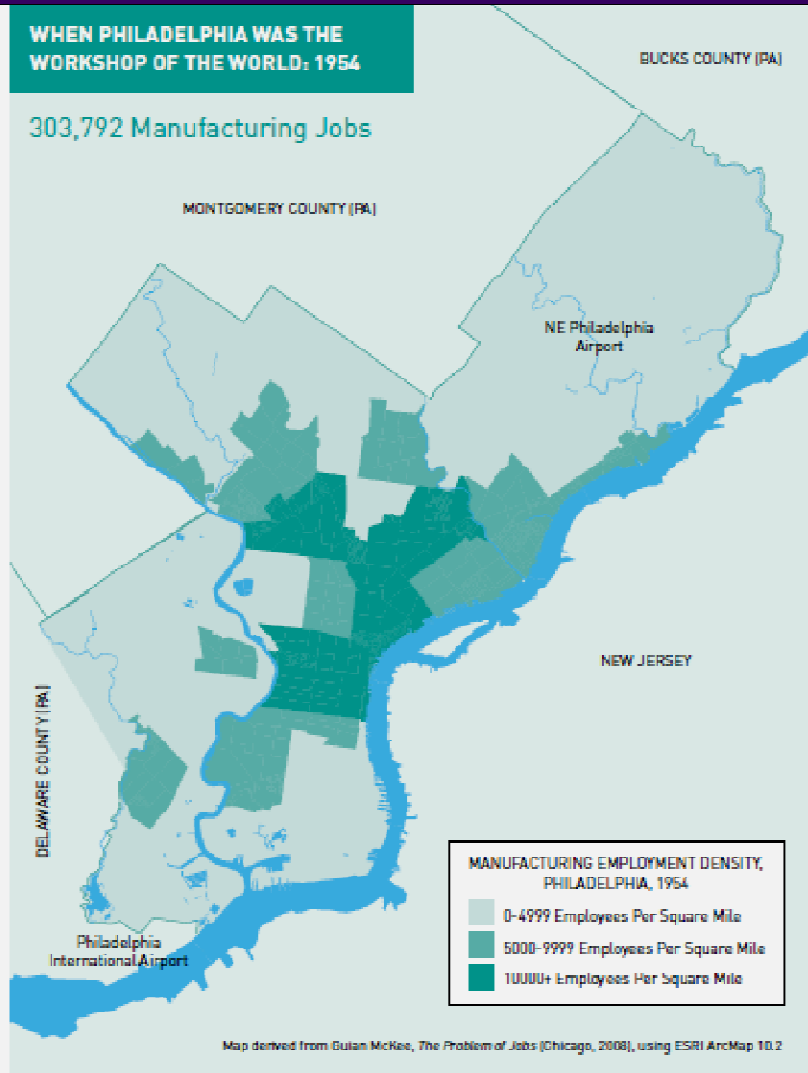 WHEN PHILADELPHIA WAS THE
WORKSHOP OF THE WORLD: 1954
303,792 Manufacturing Jobs
BUCKS COUNTY (PA)
MONTGOMERY COUNTY (PA)
NE Philadelphia
Airport
NEW JERSEY
DELAWARE COUNTY (PA)
MANUFACTURING EMPLOYMENT DENSITY,
PHILADELPHIA, 1954
0-4999 Employees Per Square Mile
5000-9999 Employees Per Square Mile
10000+ Employees Per Square Mile
Philadelphia
International Airport
Map derived from Guian McKee, The Problem of Jobs (Chicago, 2008), using ESRI ArcMap 10.2